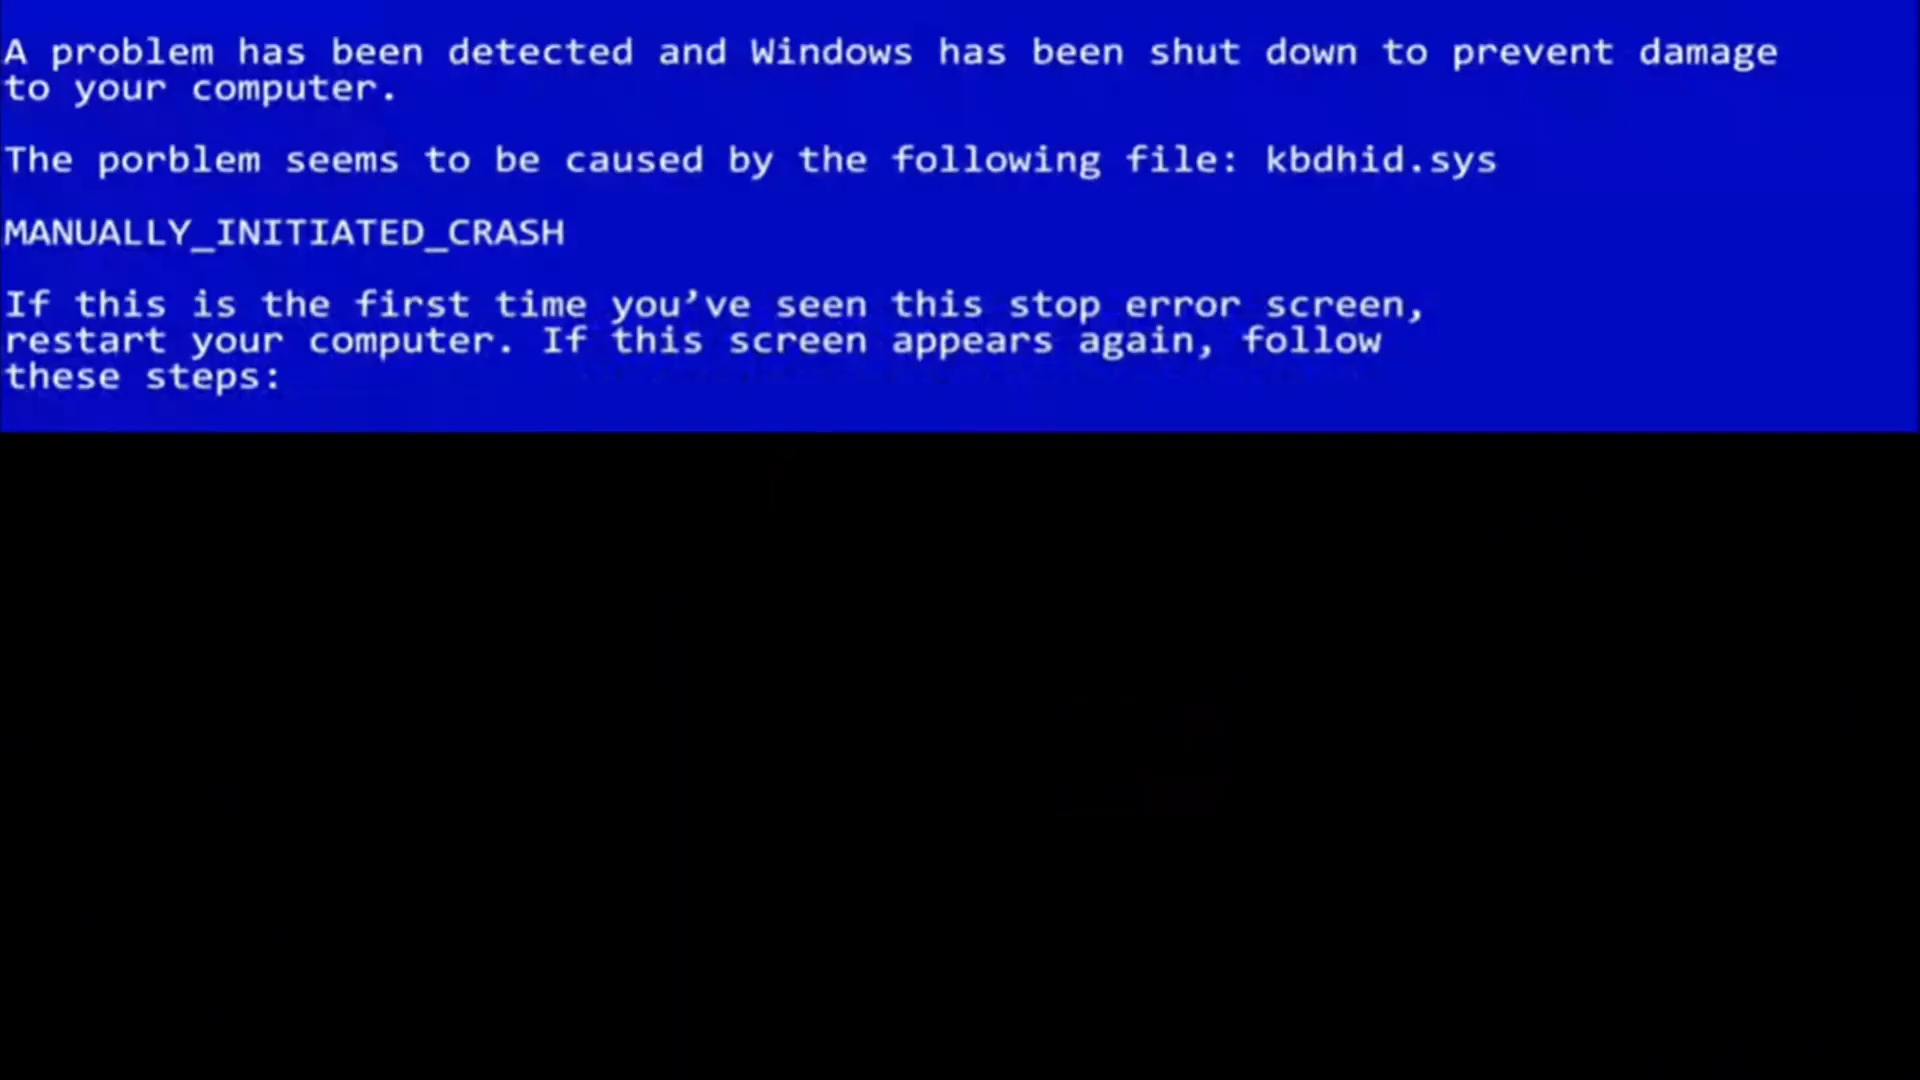 A problem has been detected and Windows has been shut down to prevent damage
to your computer.
The porblem seems to be caused by the following file: kbdhid.sys
MANUALLY_INITIATED_CRASH
If this is the first time you’ve seen this stop error screen,
restart your computer. If this screen appears again, follow
these steps: